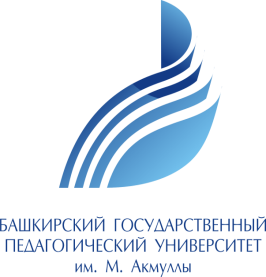 БАШКИРСКИЙ ГОСУДАРСТВЕННЫЙ
ПЕДАГОГИЧЕСКИЙ УНИВЕРСИТЕТ
им. М. Акмуллы